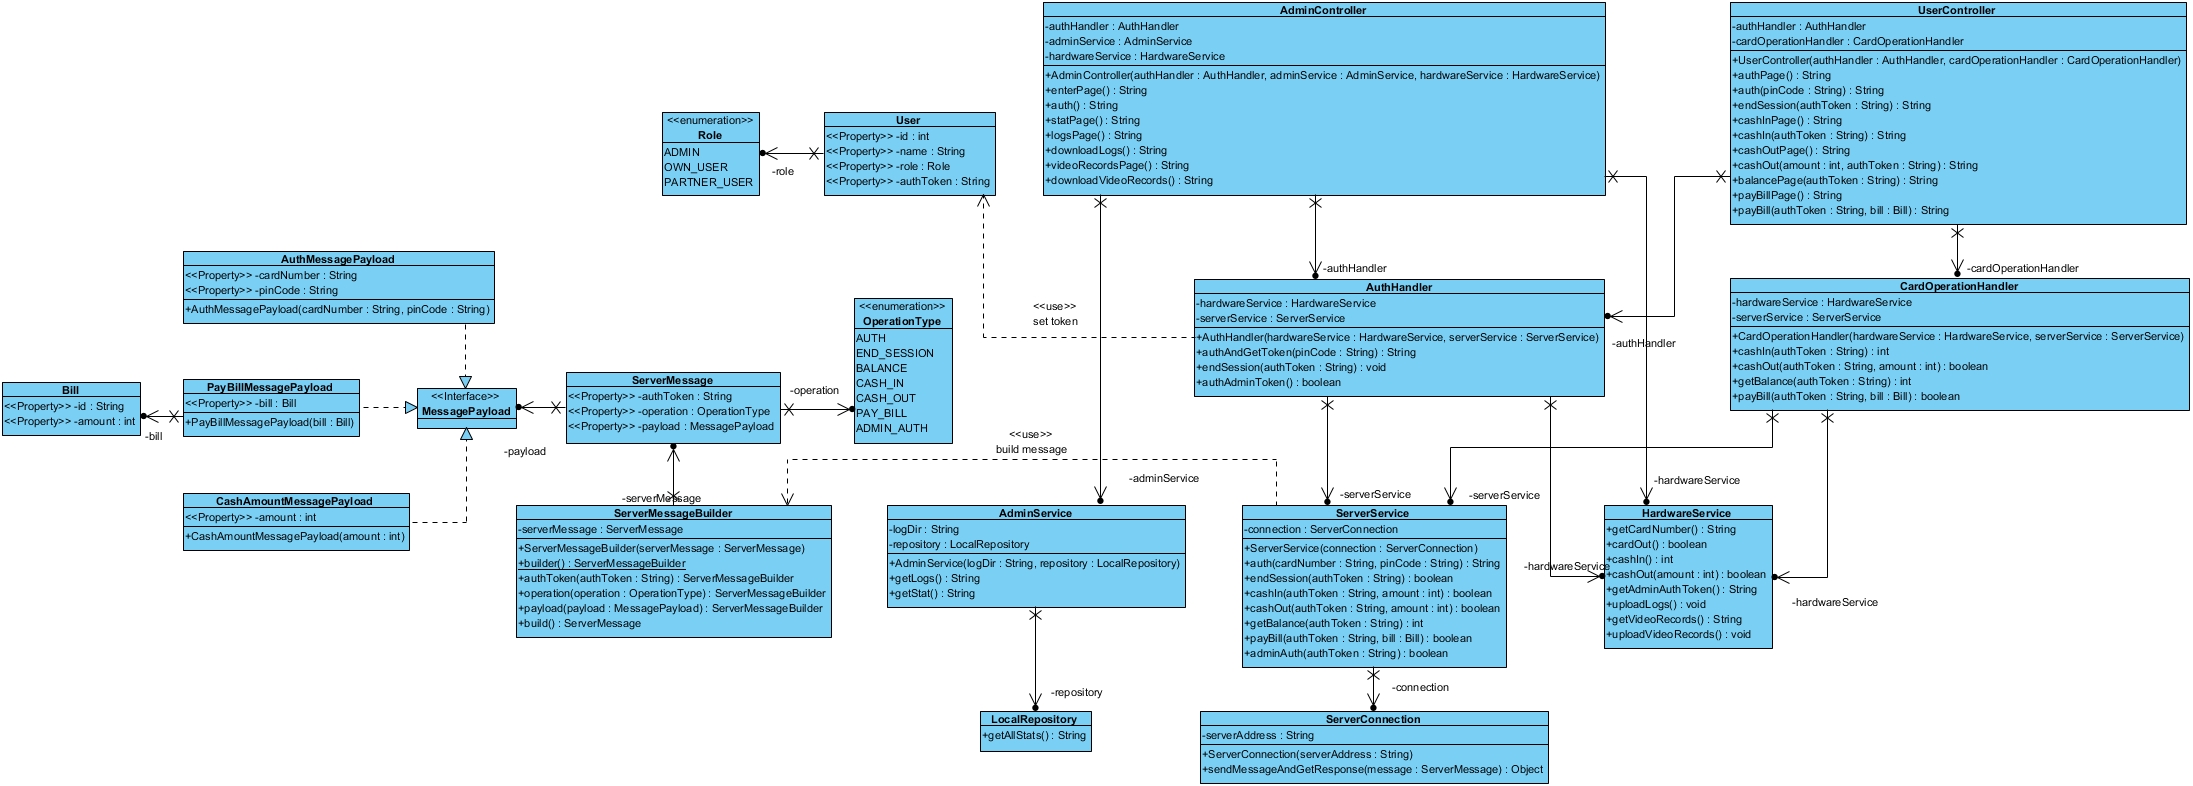 AdminController
-authHandler : AuthHandler
-adminService : AdminService
-hardwareService : HardwareService
+AdminController(authHandler : AuthHandler, adminService : AdminService, hardwareService : HardwareService)
+enterPage() : String
+auth() : String
+statPage() : String
+logsPage() : String
+downloadLogs() : String
+videoRecordsPage() : String
+downloadVideoRecords() : String
UserController
-authHandler : AuthHandler
-cardOperationHandler : CardOperationHandler
+UserController(authHandler : AuthHandler, cardOperationHandler : CardOperationHandler)
+authPage() : String
+auth(pinCode : String) : String
+endSession(authToken : String) : String
+cashInPage() : String
+cashIn(authToken : String) : String
+cashOutPage() : String
+cashOut(amount : int, authToken : String) : String
+balancePage(authToken : String) : String
+payBillPage() : String
+payBill(authToken : String, bill : Bill) : String
<<enumeration>>
Role
ADMIN
OWN_USER
PARTNER_USER
-role
User
<<Property>> -id : int
<<Property>> -name : String
<<Property>> -role : Role
<<Property>> -authToken : String
AuthMessagePayload
<<Property>> -cardNumber : String
<<Property>> -pinCode : String
+AuthMessagePayload(cardNumber : String, pinCode : String)
<<enumeration>>
OperationType
AUTH
END_SESSION
BALANCE
CASH_IN
CASH_OUT
PAY_BILL
ADMIN_AUTH
<<use>>
set token
-authHandler
AuthHandler
-hardwareService : HardwareService
-serverService : ServerService
+AuthHandler(hardwareService : HardwareService, serverService : ServerService)
+authAndGetToken(pinCode : String) : String
+endSession(authToken : String) : void
+authAdminToken() : boolean
-authHandler
-cardOperationHandler
CardOperationHandler
-hardwareService : HardwareService
-serverService : ServerService
+CardOperationHandler(hardwareService : HardwareService, serverService : ServerService)
+cashIn(authToken : String) : int
+cashOut(authToken : String, amount : int) : boolean
+getBalance(authToken : String) : int
+payBill(authToken : String, bill : Bill) : boolean
Bill
<<Property>> -id : String
<<Property>> -amount : int
-bill
PayBillMessagePayload
<<Property>> -bill : Bill
+PayBillMessagePayload(bill : Bill)
<<Interface>>
MessagePayload
-payload
ServerMessage
<<Property>> -authToken : String
<<Property>> -operation : OperationType
<<Property>> -payload : MessagePayload
-operation
<<use>>
build message
CashAmountMessagePayload
<<Property>> -amount : int
+CashAmountMessagePayload(amount : int)
-serverMessage
ServerMessageBuilder
-serverMessage : ServerMessage
+ServerMessageBuilder(serverMessage : ServerMessage)
+builder() : ServerMessageBuilder
+authToken(authToken : String) : ServerMessageBuilder
+operation(operation : OperationType) : ServerMessageBuilder
+payload(payload : MessagePayload) : ServerMessageBuilder
+build() : ServerMessage
-adminService
AdminService
-logDir : String
-repository : LocalRepository
+AdminService(logDir : String, repository : LocalRepository)
+getLogs() : String
+getStat() : String
-serverService
-serverService
ServerService
-connection : ServerConnection
+ServerService(connection : ServerConnection)
+auth(cardNumber : String, pinCode : String) : String
+endSession(authToken : String) : boolean
+cashIn(authToken : String, amount : int) : boolean
+cashOut(authToken : String, amount : int) : boolean
+getBalance(authToken : String) : int
+payBill(authToken : String, bill : Bill) : boolean
+adminAuth(authToken : String) : boolean
-hardwareService
-hardwareService
HardwareService
+getCardNumber() : String
+cardOut() : boolean
+cashIn() : int
+cashOut(amount : int) : boolean
+getAdminAuthToken() : String
+uploadLogs() : void
+getVideoRecords() : String
+uploadVideoRecords() : void
-hardwareService
-repository
LocalRepository
+getAllStats() : String
-connection
ServerConnection
-serverAddress : String
+ServerConnection(serverAddress : String)
+sendMessageAndGetResponse(message : ServerMessage) : Object